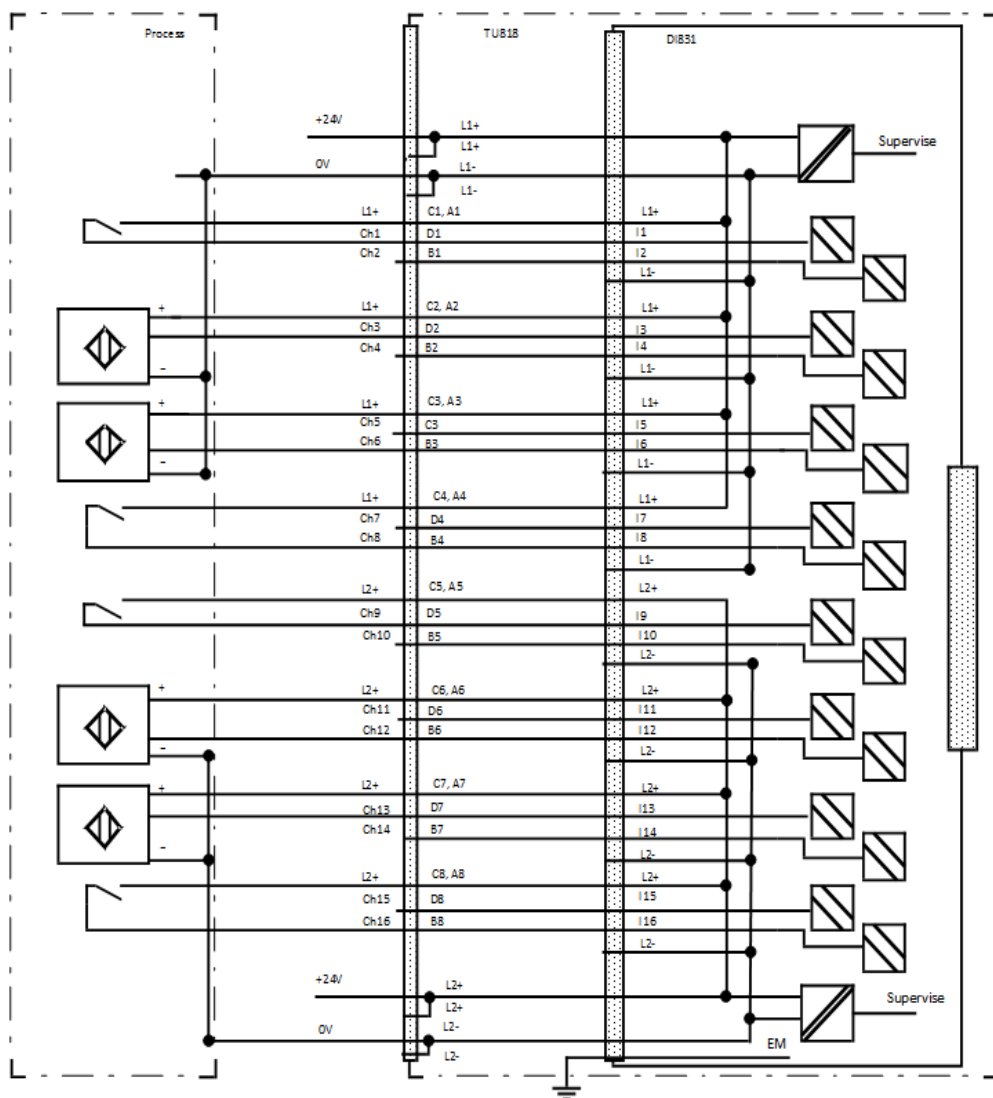 Process TU818 DI831
+24V L1+
L1+ Supervise
0V L1-
L1-
L1+ C1, A1 L1+
Ch1 D1 I1
Ch2 B1 I2
L1-
+ L1+ C2, A2 L1+
Ch3 D2 I3
Ch4 B2 I4
- L1-
+ L1+ C3, A3 L1+
Ch5 C3 I5
Ch6 B3 I6
- L1-
L1+ C4, A4 L1+
Ch7 D4 I7
Ch8 B4 I8
L1-
L2+ C5, A5 L2+
Ch9 D5 I9
Ch10 B5 I10
L2-
+ L2+ C6, A6 L2+
Ch11 D6 I11
Ch12 B6 I12
- L2-
+ L2+ C7, A7 L2+
Ch13 D7 I13
Ch14 B7 I14
- L2-
L2+ C8, A8 L2+
Ch15 D8 I15
Ch16 B8 I16
L2-
+24V L2+
L2+ Supervise
0V L2-
L2- EM